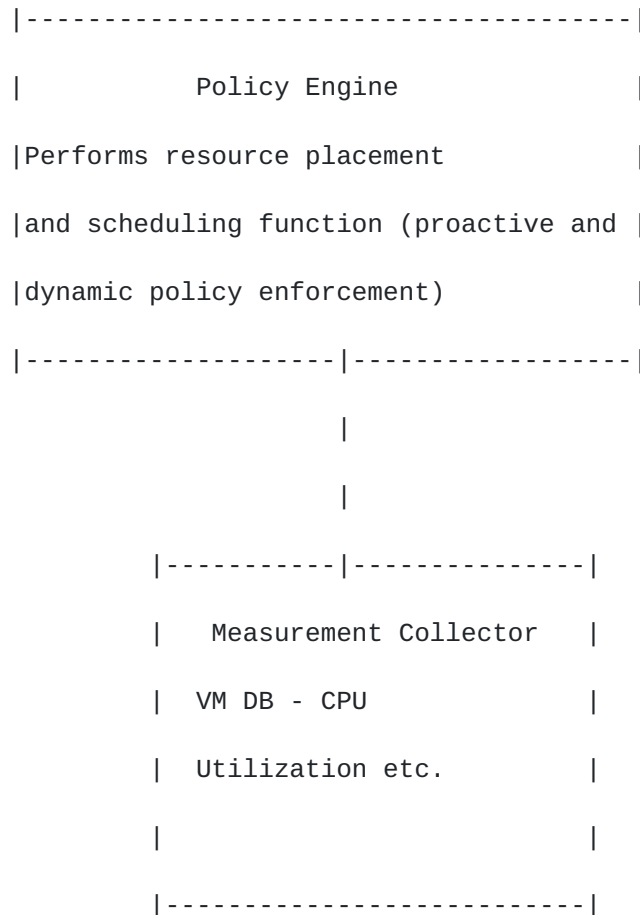 |---------------------------------------|
| Policy Engine |
|Performs resource placement |
|and scheduling function (proactive and |
|dynamic policy enforcement) |
|--------------------|------------------|
|
|
|-----------|---------------|
| Measurement Collector |
| VM DB - CPU |
| Utilization etc. |
| |
|---------------------------|